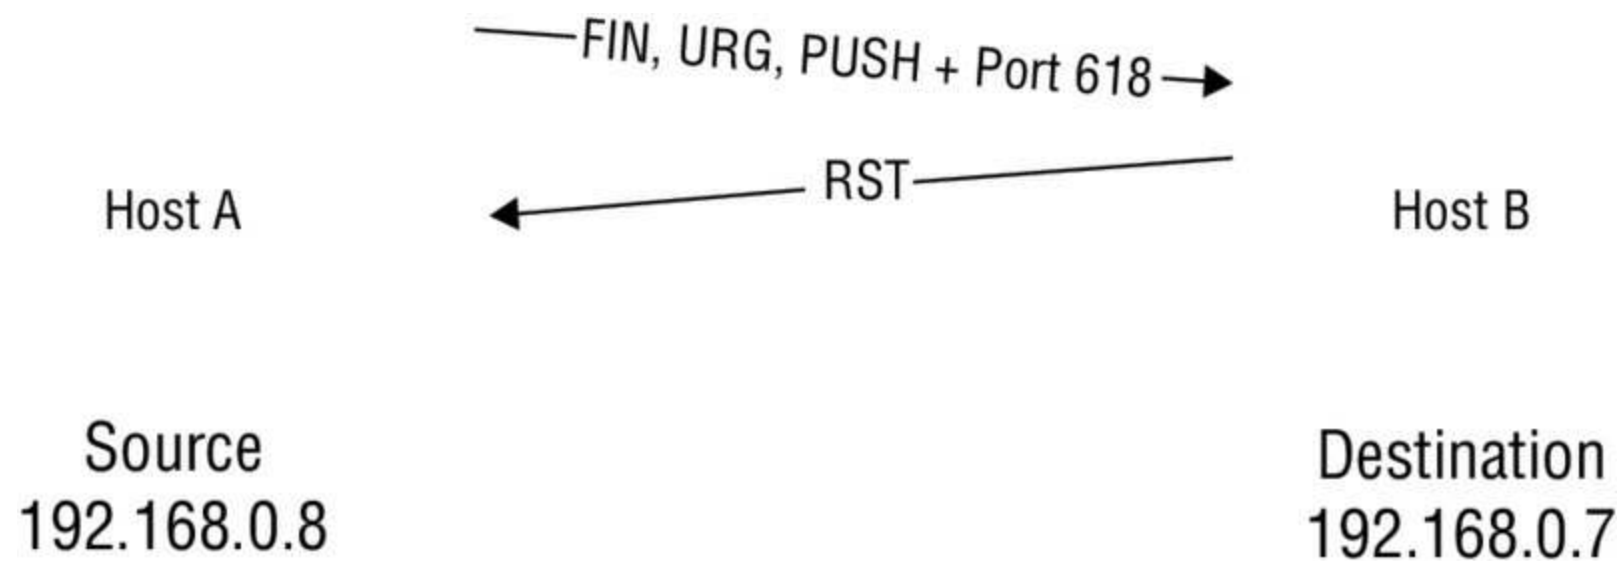 FIN, URG, PUSH + Port 618
RST
Host A
Host B
Source
192.168.0.8
Destination
192.168.0.7